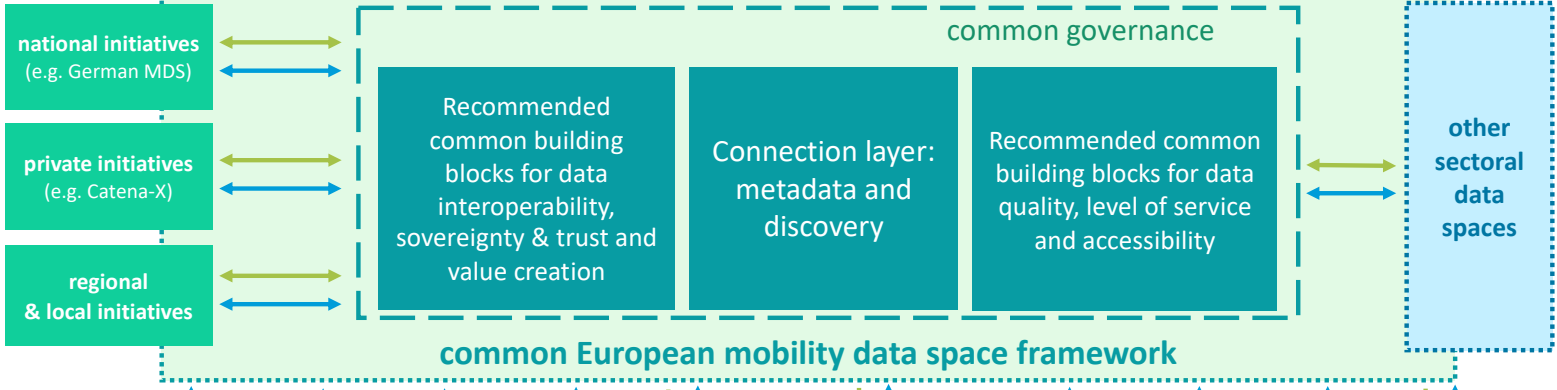 national initiatives
(e.g. German MDS)
private initiatives
(e.g. Catena-X)
regional
& local initiatives
common governance
Recommended
common building
blocks for data
interoperability,
sovereignty & trust and
value creation
Connection layer:
metadata and
discovery
Recommended common
building blocks for data
quality, level of service
and accessibility
common European mobility data space framework
other
sectoral
data
spaces